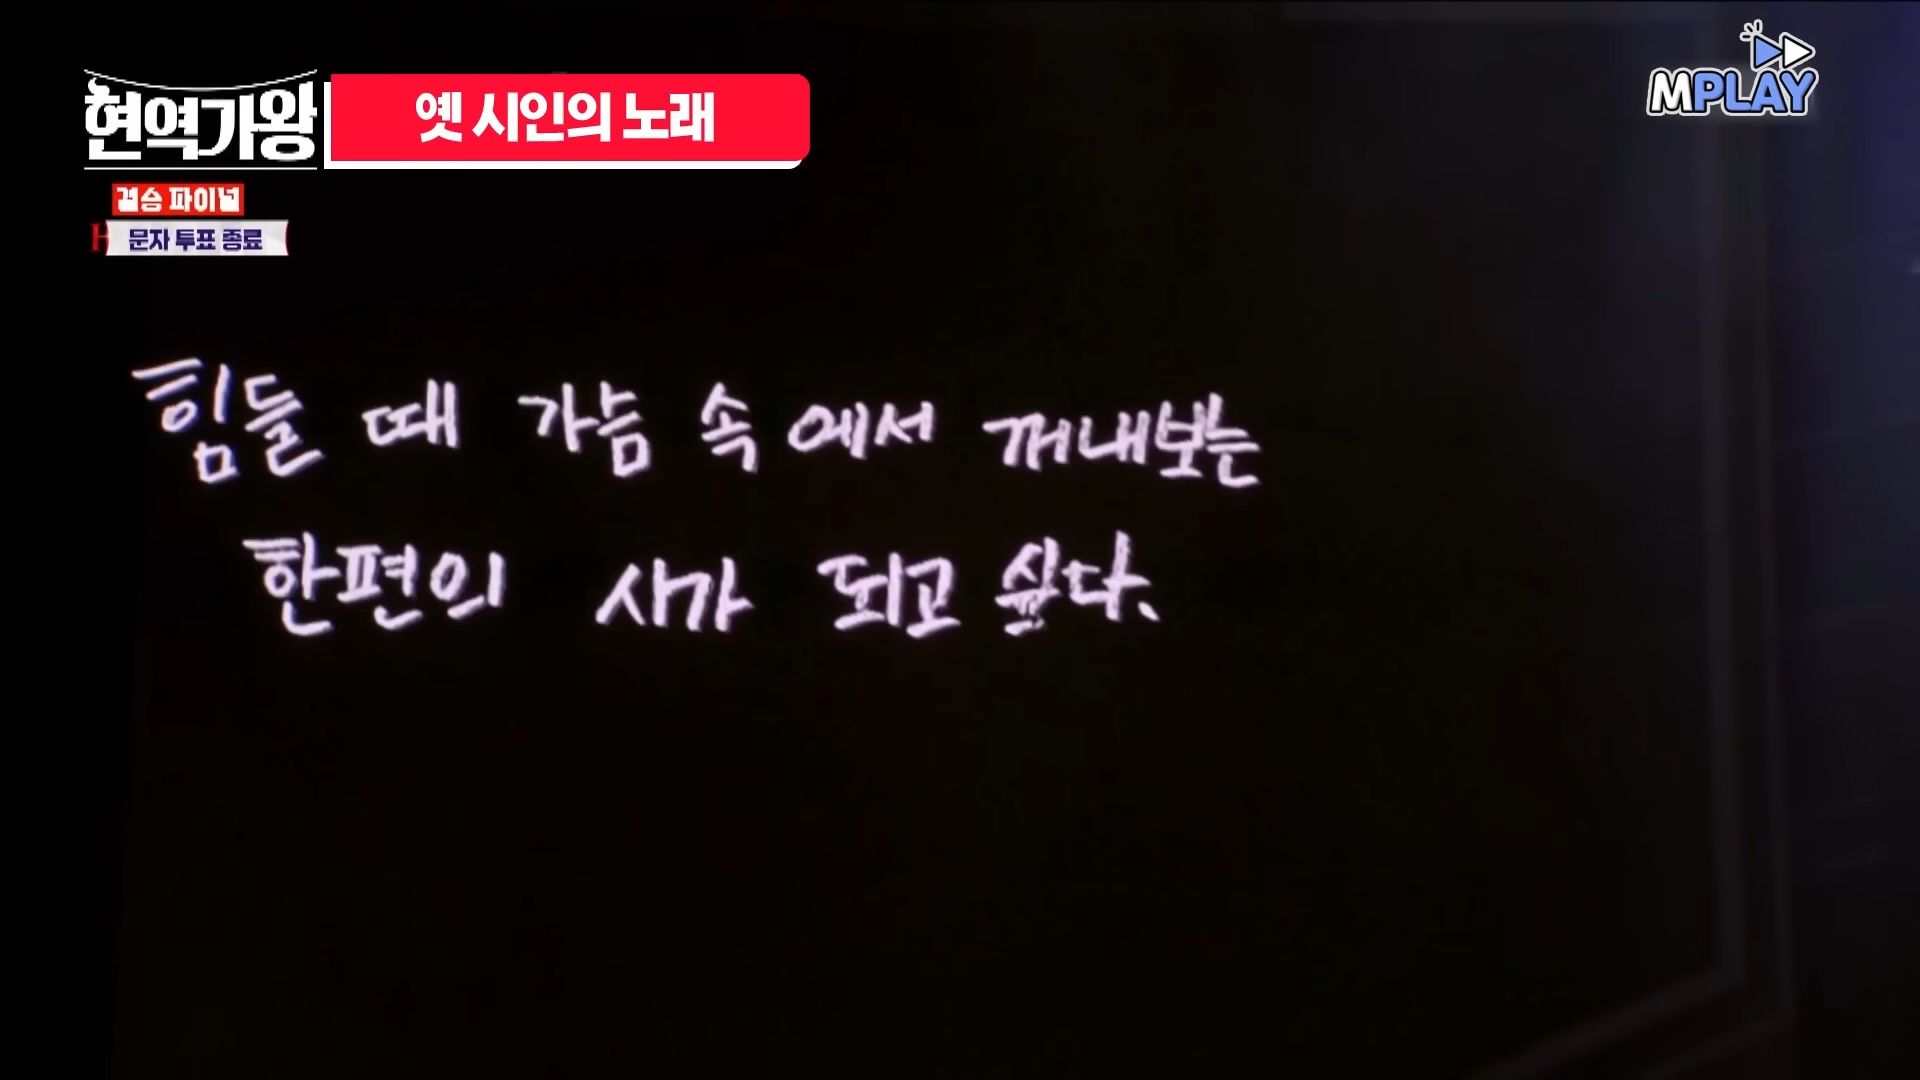 현역가왕
옛 시인의 노래
MPLAY
결승 파이널
문자 투표 종료
힘들 때 가슴 속 에서 꺼내보는
한편의 시가 되고 싶다.